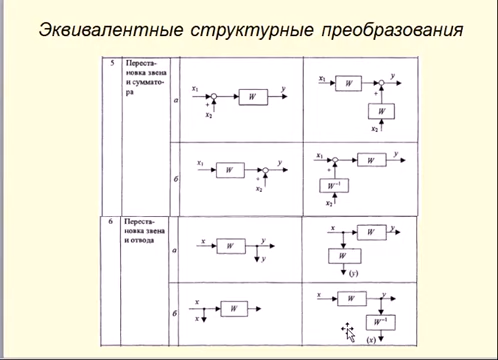 Эквивалентные структурные преобразования
5 Переста-
новка звена
и суммато-
ра
а x₁ + x₂ W y x₁ W + y W x₂
б x₁ W + x₂ y x₁ + W y W⁻¹ x₂
6 Переста-
новка звена
и отвода
а x W y y x W y W (y)
б x x W x W y W⁻¹ (x)